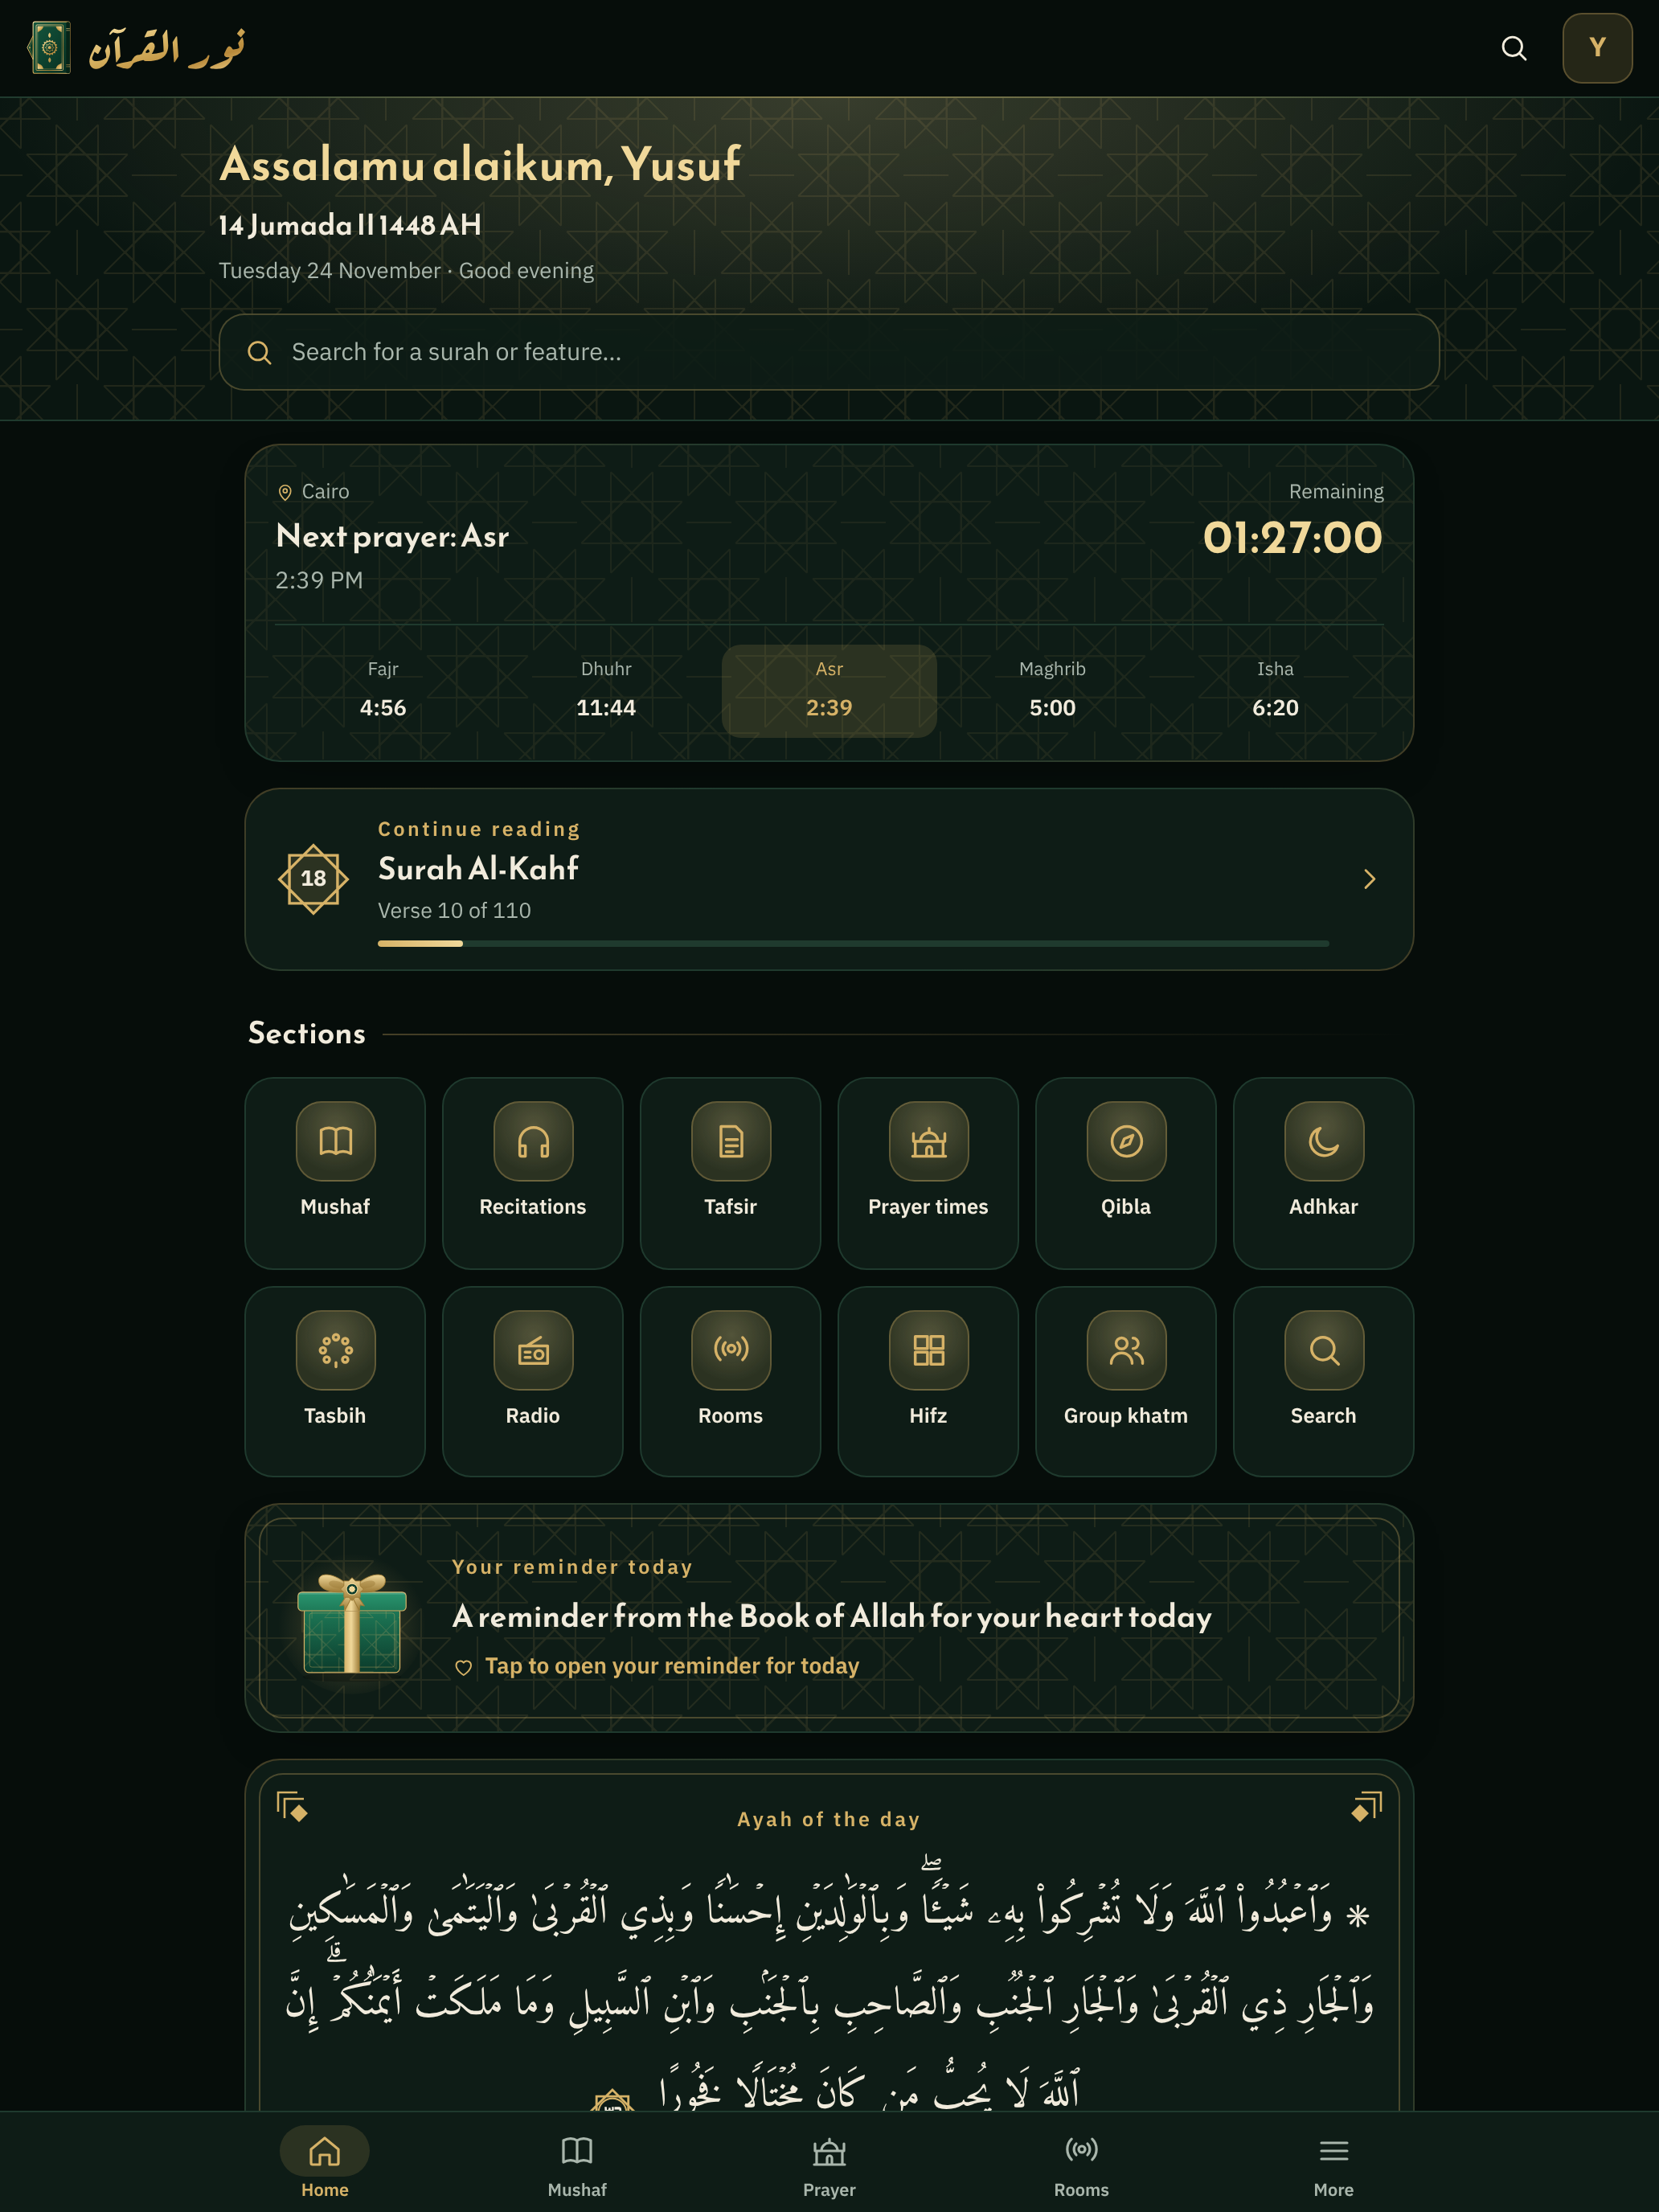 نور القرآن
Y
Assalamu alaikum, Yusuf
14 Jumada II 1448 AH
Tuesday 24 November · Good evening
Search for a surah or feature...
Cairo
Remaining
Next prayer: Asr
01:27:00
2:39 PM
Fajr Dhuhr Asr Maghrib Isha
4:56 11:44 2:39 5:00 6:20
Continue reading
18
Surah Al-Kahf
Verse 10 of 110
Sections
Mushaf Recitations Tafsir Prayer times Qibla Adhkar
Tasbih Radio Rooms Hifz Group khatm Search
Your reminder today
A reminder from the Book of Allah for your heart today
Tap to open your reminder for today
Ayah of the day
* وَٱعۡبُدُواْ ٱللَّهَ وَلَا تُشۡرِكُواْ بِهِۦ شَيۡـٔٗاۖ وَبِٱلۡوَٰلِدَيۡنِ إِحۡسَٰنٗا وَبِذِي ٱلۡقُرۡبَىٰ وَٱلۡيَتَٰمَىٰ وَٱلۡمَسَٰكِينِ
وَٱلۡجَارِ ذِي ٱلۡقُرۡبَىٰ وَٱلۡجَارِ ٱلۡجُنُبِ وَٱلصَّاحِبِ بِٱلۡجَنۢبِ وَٱبۡنِ ٱلسَّبِيلِ وَمَا مَلَكَتۡ أَيۡمَٰنُكُمۡۗ إِنَّ
ٱللَّهَ لَا يُحِبُّ مَن كَانَ مُخۡتَالٗا فَخُورًا
Home Mushaf Prayer Rooms More